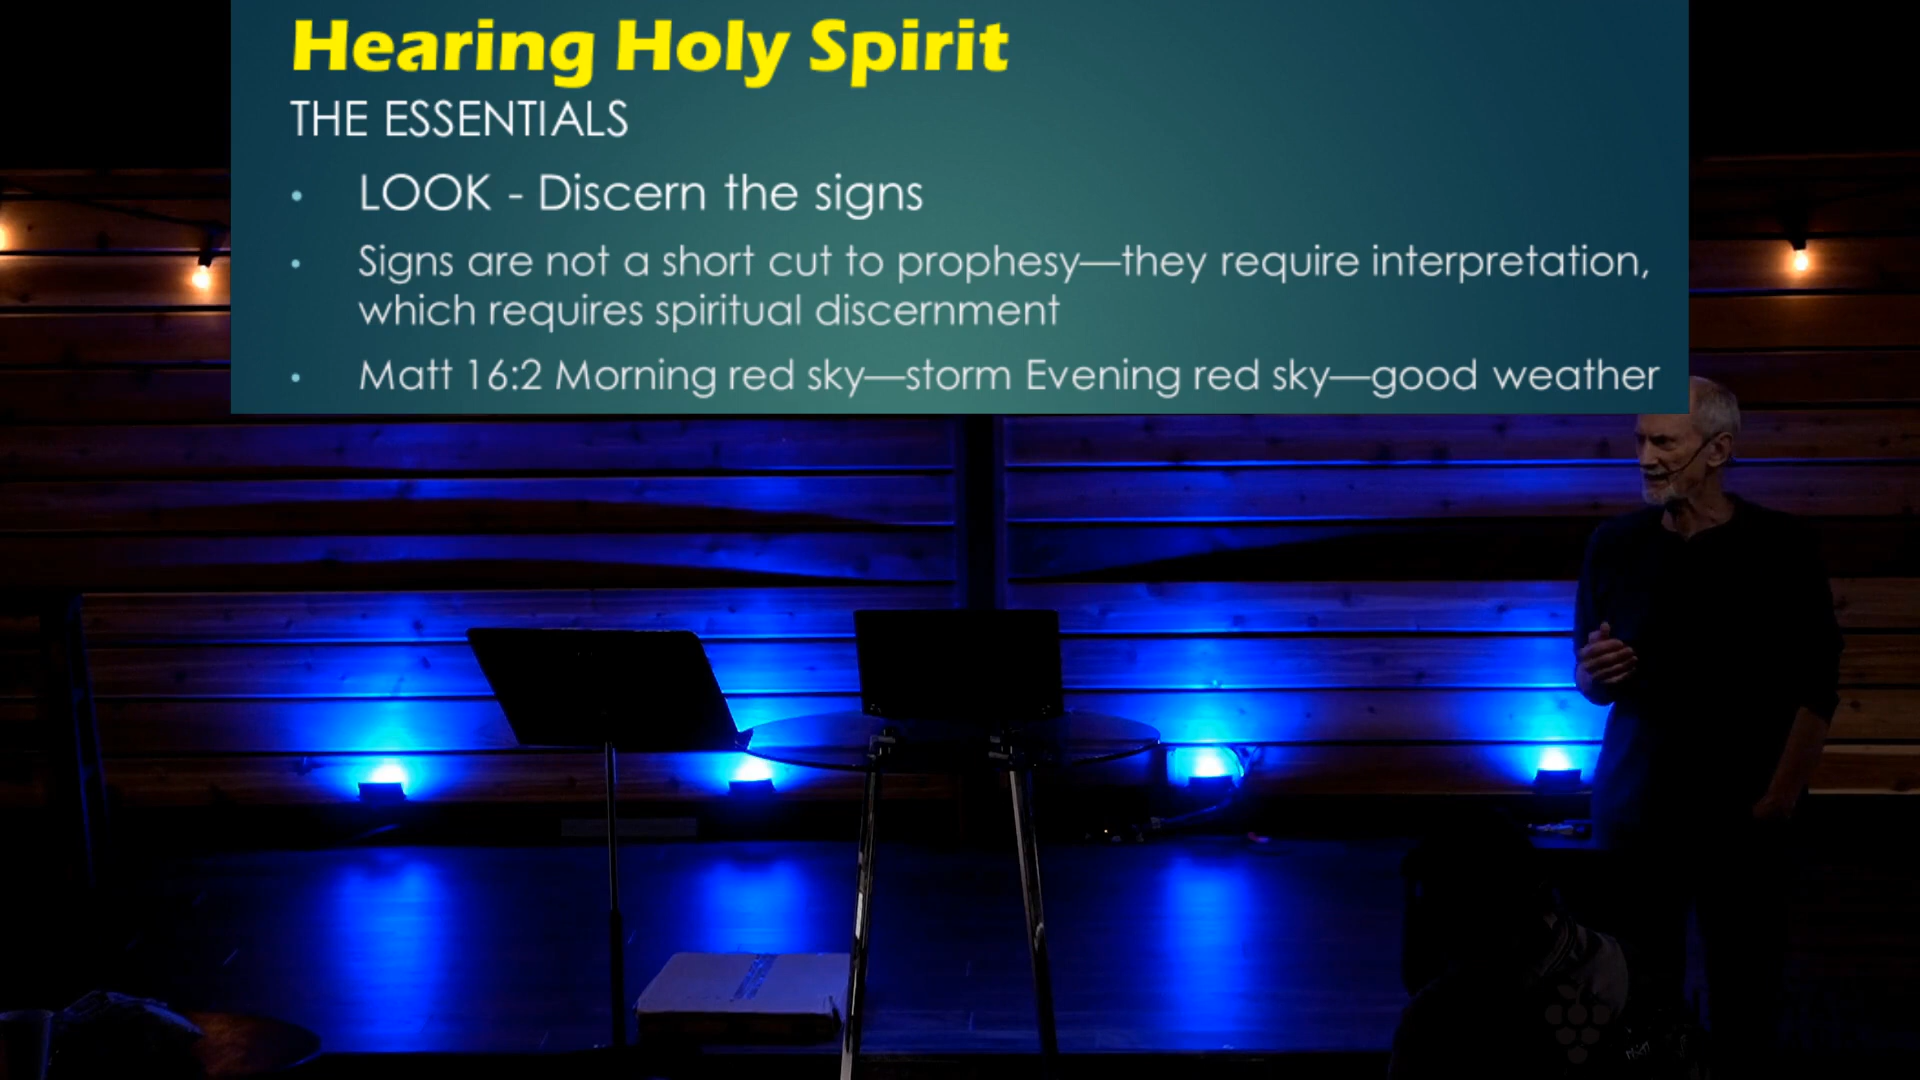 Hearing Holy Spirit
THE ESSENTIALS
• LOOK - Discern the signs
• Signs are not a short cut to prophesy—they require interpretation,
which requires spiritual discernment
• Matt 16:2 Morning red sky—storm Evening red sky—good weather